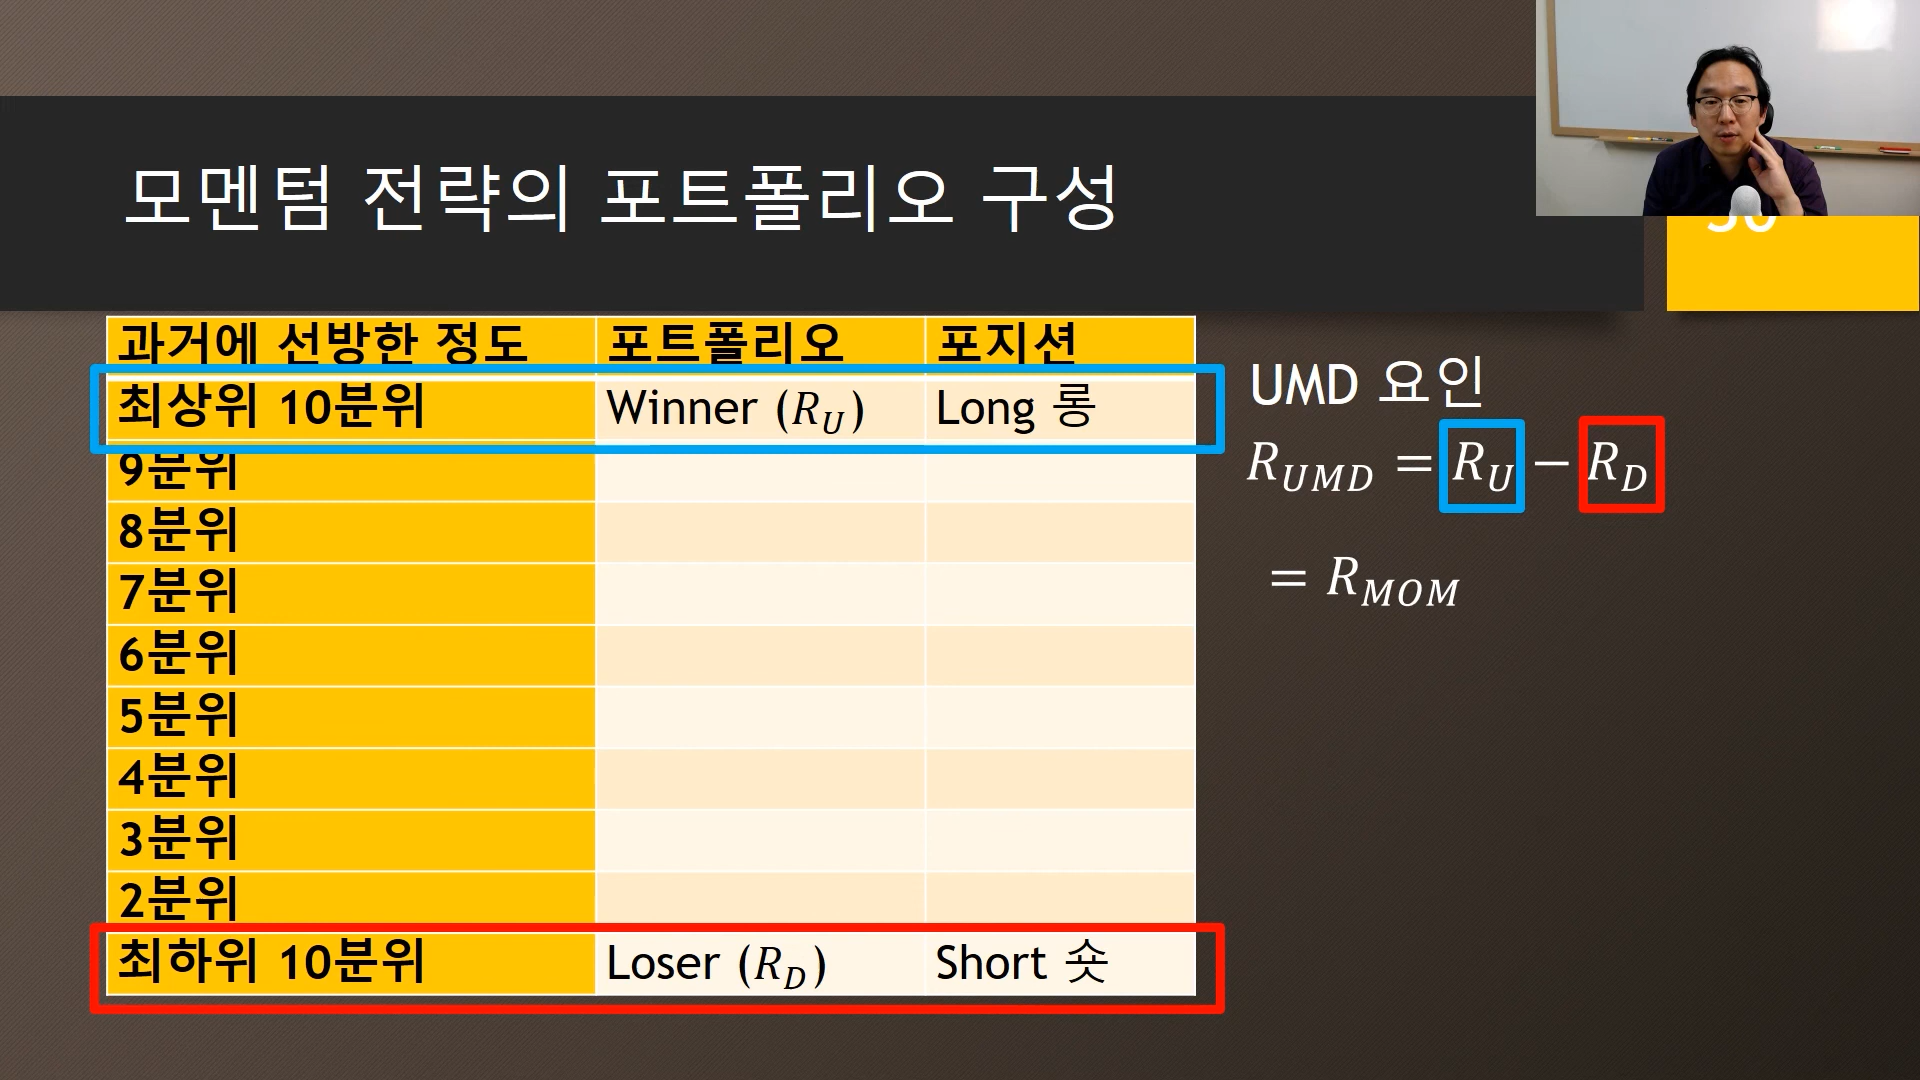 모멘텀 전략의 포트폴리오 구성
과거에 선방한 정도 포트폴리오 포지션
최상위 10분위 Winner (R_U) Long 롱
9분위
8분위
7분위
6분위
5분위
4분위
3분위
2분위
최하위 10분위 Loser (R_D) Short 숏
UMD 요인
R_{UMD} = R_U − R_D
= R_{MOM}